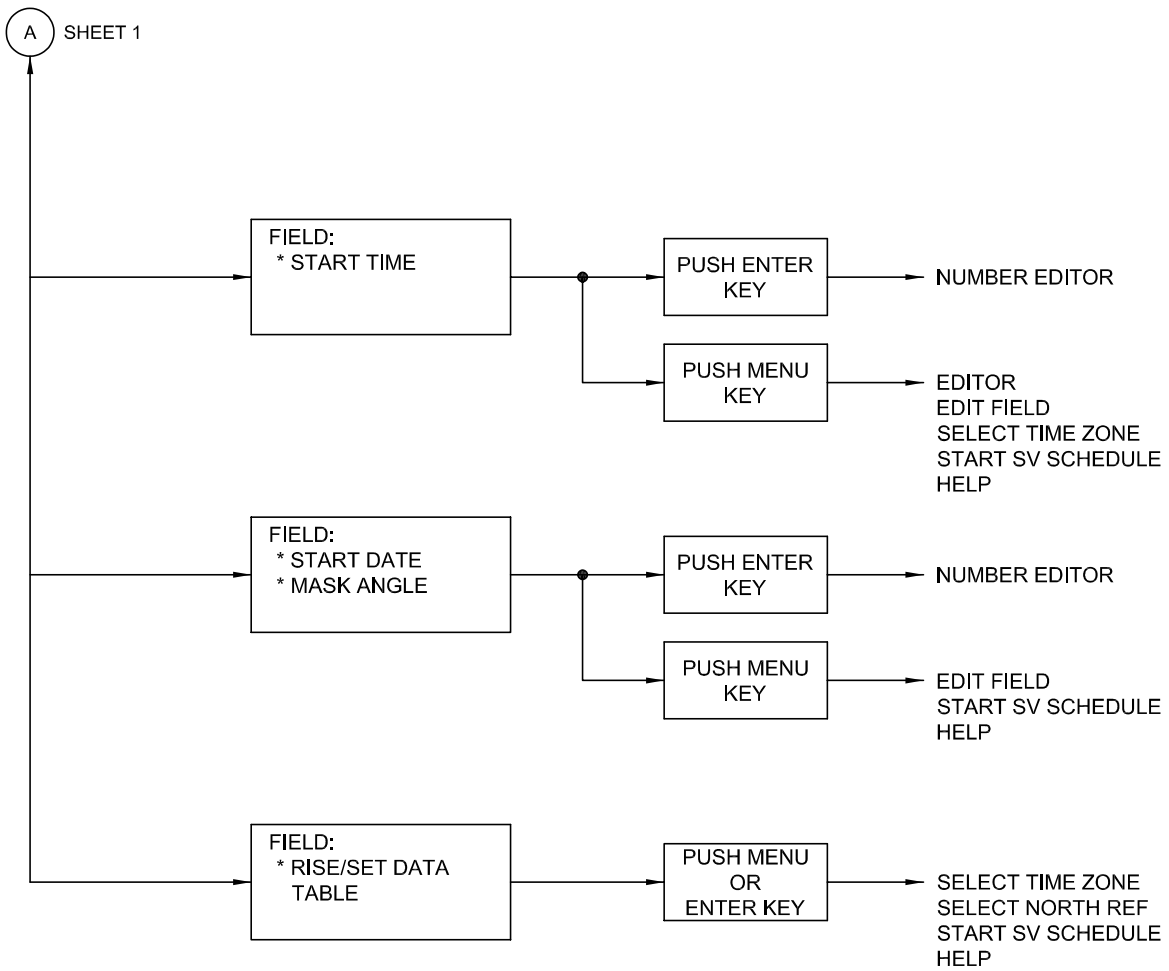 A SHEET 1
FIELD:
* START TIME
PUSH ENTER
KEY
NUMBER EDITOR
PUSH MENU
KEY
EDITOR
EDIT FIELD
SELECT TIME ZONE
START SV SCHEDULE
HELP
FIELD:
* START DATE
* MASK ANGLE
PUSH ENTER
KEY
NUMBER EDITOR
PUSH MENU
KEY
EDIT FIELD
START SV SCHEDULE
HELP
FIELD:
* RISE/SET DATA
TABLE
PUSH MENU
OR
ENTER KEY
SELECT TIME ZONE
SELECT NORTH REF
START SV SCHEDULE
HELP